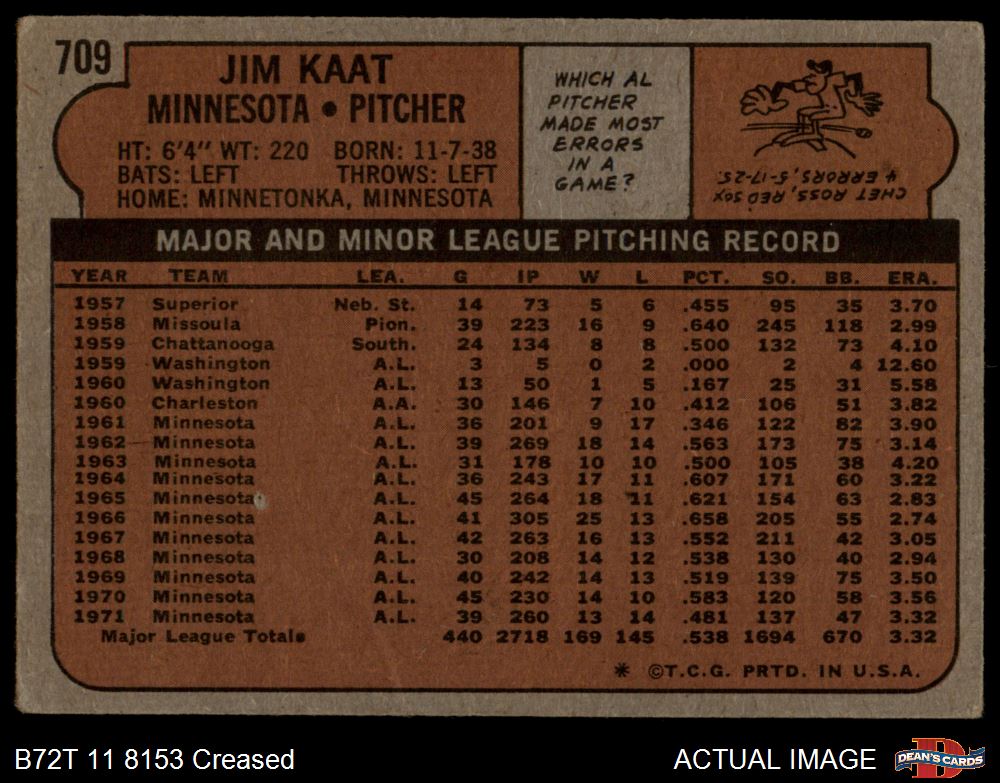 709
JIM KAAT
MINNESOTA • PITCHER
HT: 6'4" WT: 220 BORN: 11-7-38
BATS: LEFT THROWS: LEFT
HOME: MINNETONKA, MINNESOTA
WHICH AL
PITCHER
MADE MOST
ERRORS
IN A
GAME?
CHET ROSS, RED SOX
4 ERRORS, 5-17-25.
MAJOR AND MINOR LEAGUE PITCHING RECORD
YEAR TEAM LEA. G IP W L PCT. SO. BB. ERA.
1957 Superior Neb. St. 14 73 5 6 .455 95 35 3.70
1958 Missoula Pion. 39 223 16 9 .640 245 118 2.99
1959 Chattanooga South. 24 134 8 8 .500 132 73 4.10
1959 Washington A.L. 3 5 0 2 .000 2 4 12.60
1960 Washington A.L. 13 50 1 5 .167 25 31 5.58
1960 Charleston A.A. 30 146 7 10 .412 106 51 3.82
1961 Minnesota A.L. 36 201 9 17 .346 122 82 3.90
1962 Minnesota A.L. 39 269 18 14 .563 173 75 3.14
1963 Minnesota A.L. 31 178 10 10 .500 105 38 4.20
1964 Minnesota A.L. 36 243 17 11 .607 171 60 3.22
1965 Minnesota A.L. 45 264 18 11 .621 154 63 2.83
1966 Minnesota A.L. 41 305 25 13 .658 205 55 2.74
1967 Minnesota A.L. 42 263 16 13 .552 211 42 3.05
1968 Minnesota A.L. 30 208 14 12 .538 130 40 2.94
1969 Minnesota A.L. 40 242 14 13 .519 139 75 3.50
1970 Minnesota A.L. 45 230 14 10 .583 120 58 3.56
1971 Minnesota A.L. 39 260 13 14 .481 137 47 3.32
Major League Totals 440 2718 169 145 .538 1694 670 3.32
* ©T.C.G. PRTD. IN U.S.A.
B72T 11 8153 Creased
ACTUAL IMAGE
D
DEAN'S CARDS